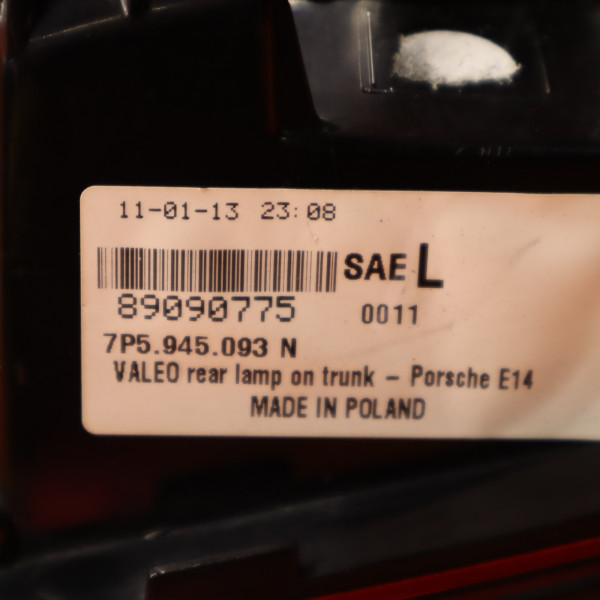 11-01-13 23:08
SAE L
89090775 0011
7P5.945.093 N
VALEO rear lamp on trunk – Porsche E14
MADE IN POLAND